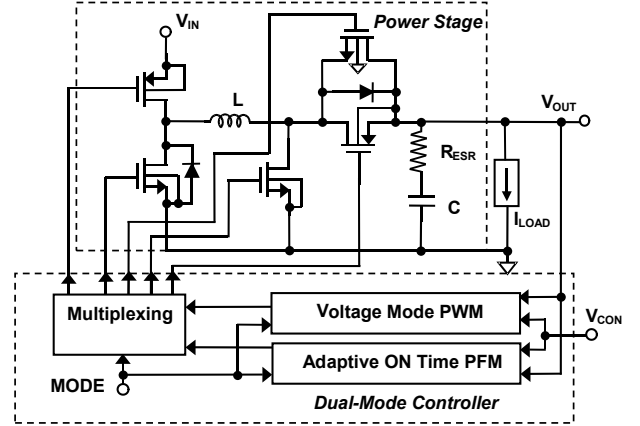 Power Stage
V_IN
L
V_OUT
R_ESR
C
I_LOAD
Multiplexing
Voltage Mode PWM
V_CON
Adaptive ON Time PFM
MODE
Dual-Mode Controller